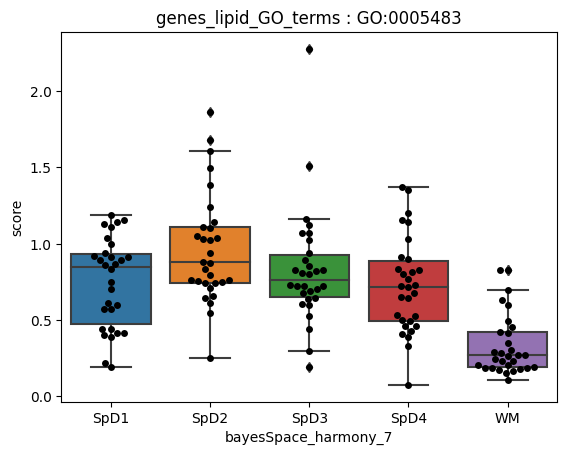 genes_lipid_GO_terms : GO:0005483
score
2.0
1.5
1.0
0.5
0.0
SpD1 SpD2 SpD3 SpD4 WM
bayesSpace_harmony_7